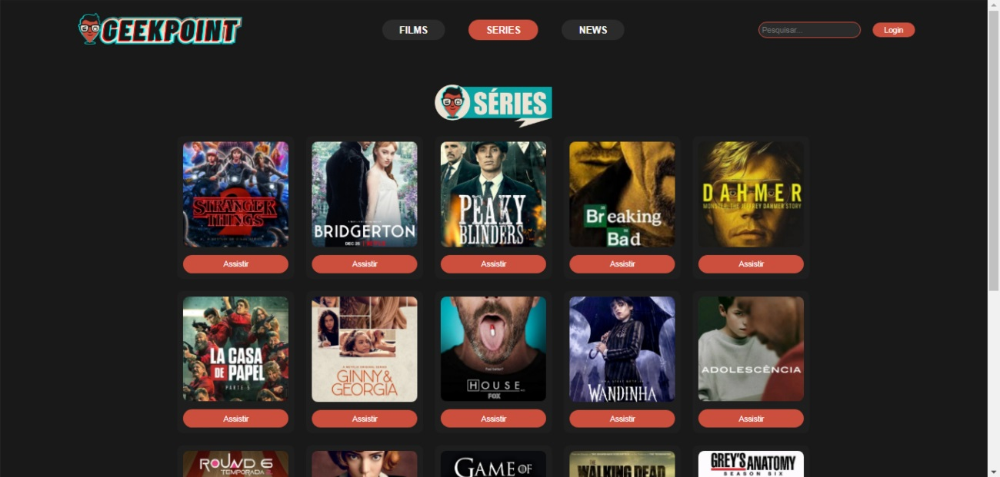 GEEKPOINT
FILMS
SERIES
NEWS
Pesquisar...
Login
SÉRIES
STRANGER
THINGS
2
BRIDGERTON
DEC 25
PEAKY
BLINDERS
Breaking
Bad
DAHMER
MONSTER: THE JEFFREY DAHMER STORY
Assistir
Assistir
Assistir
Assistir
Assistir
LA CASA
DE PAPEL
PARTE 5
GINNY &
GEORGIA
HOUSE
FOX
WANDINHA
ADOLESCÊNCIA
Assistir
Assistir
Assistir
Assistir
Assistir
ROUND 6
TEMPORADA
GAME OF
THE WALKING DEAD
GREY'S ANATOMY
SEASON SIX